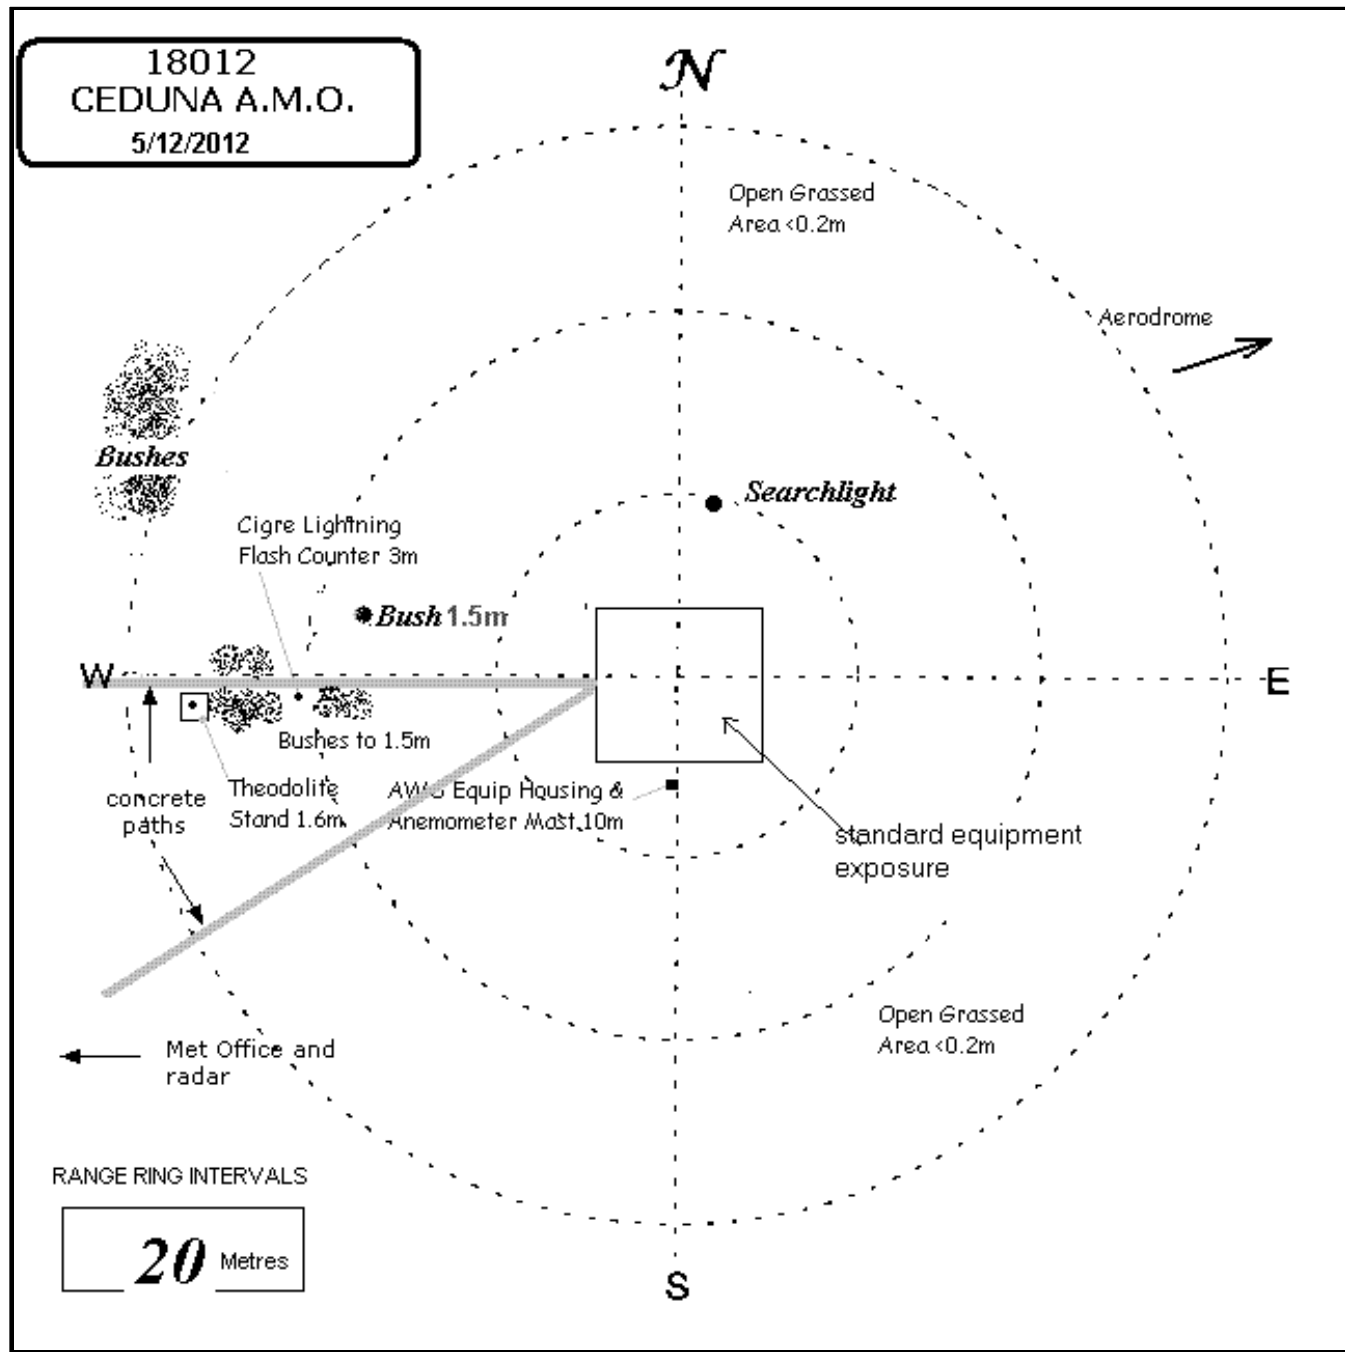 18012
CEDUNA A.M.O.
5/12/2012
N
Open Grassed
Area <0.2m
Aerodrome
Bushes
Searchlight
Cigre Lightning
Flash Counter 3m
Bush 1.5m
W
E
Bushes to 1.5m
Theodolite
Stand 1.6m
AWS Equip Housing &
Anemometer Mast 10m
concrete
paths
standard equipment
exposure
Open Grassed
Area <0.2m
Met Office and
radar
RANGE RING INTERVALS
20 Metres
S